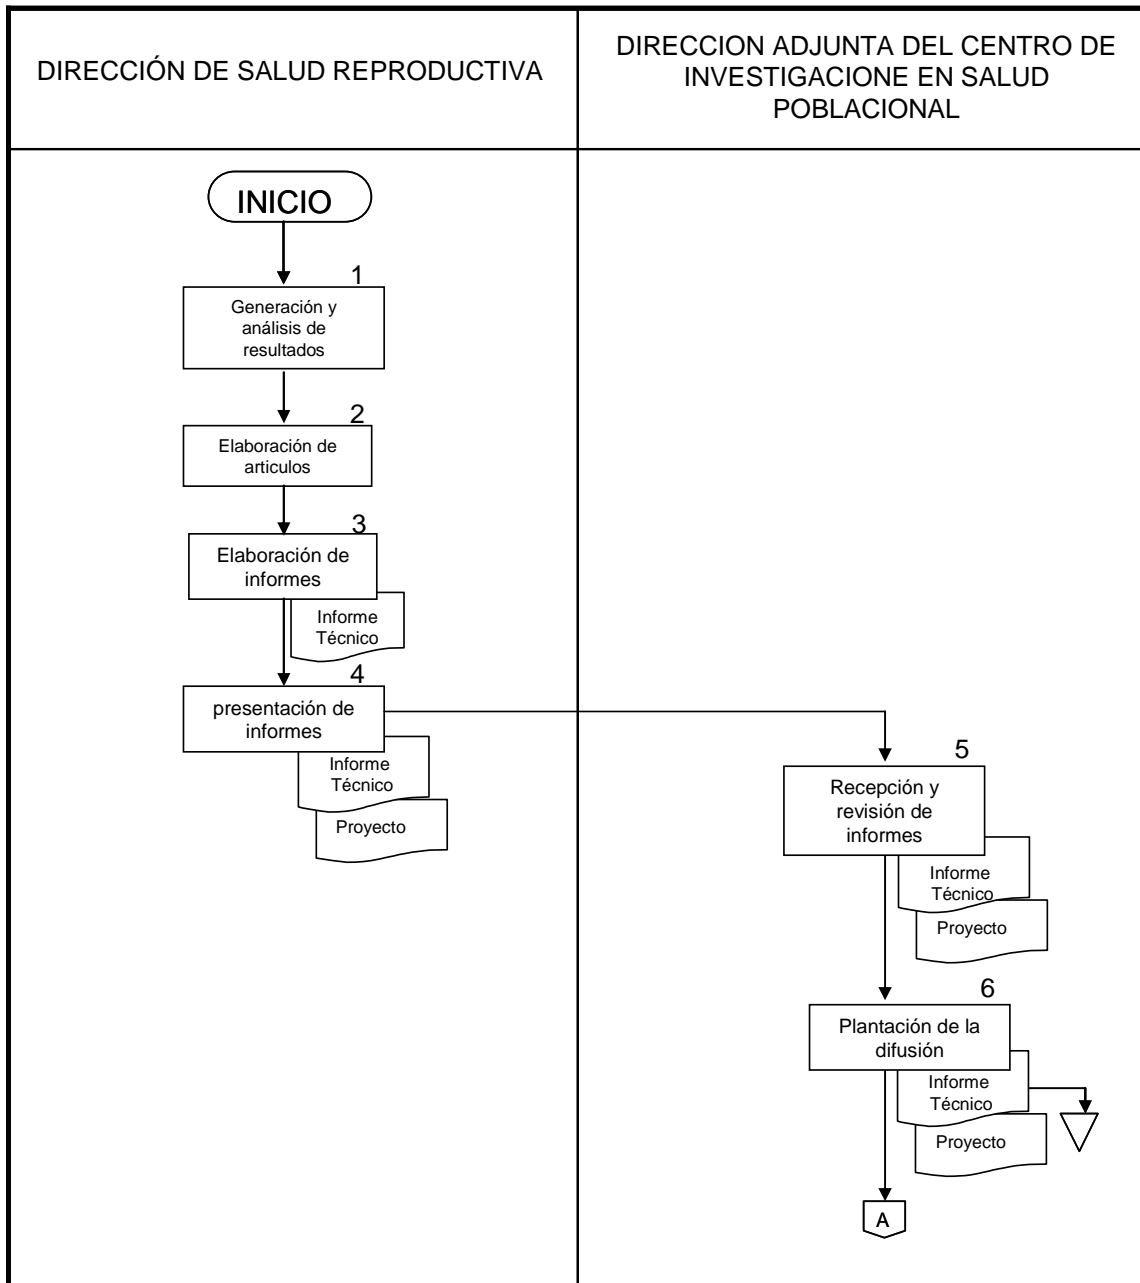 DIRECCIÓN DE SALUD REPRODUCTIVA
DIRECCION ADJUNTA DEL CENTRO DE
INVESTIGACIONE EN SALUD
POBLACIONAL
INICIO
1
Generación y
análisis de
resultados
2
Elaboración de
articulos
3
Elaboración de
informes
Informe
Técnico
4
presentación de
informes
Informe
Técnico
Proyecto
5
Recepción y
revisión de
informes
Informe
Técnico
Proyecto
6
Plantación de la
difusión
Informe
Técnico
Proyecto
A